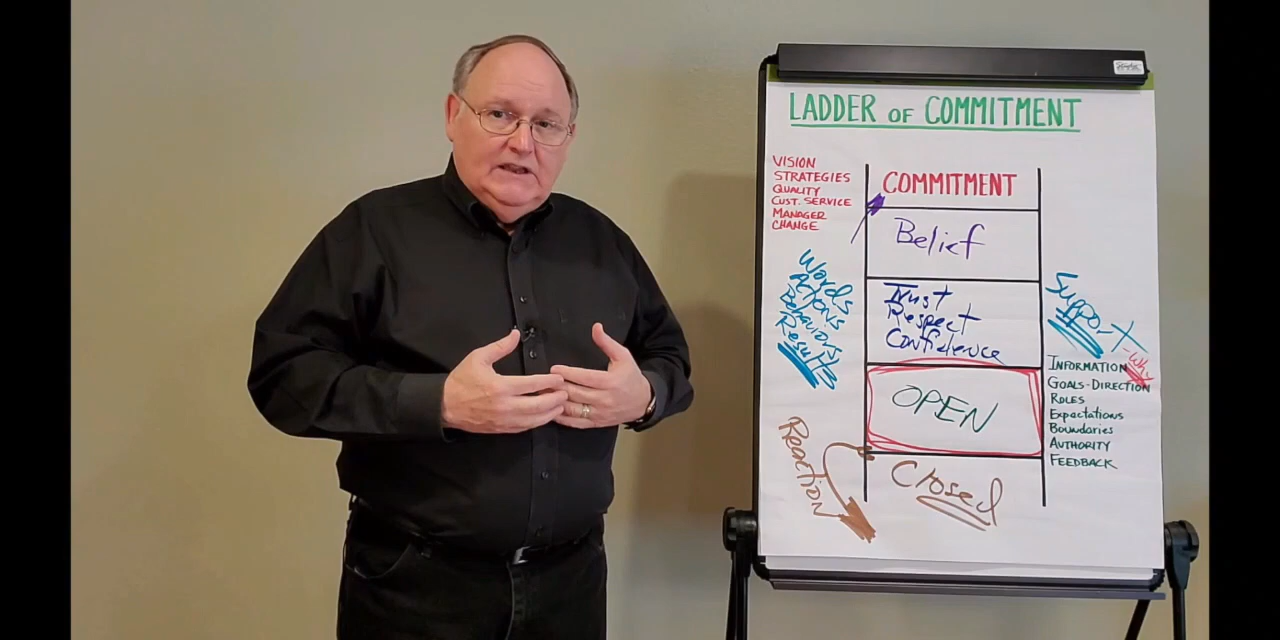 LADDER OF COMMITMENT
VISION
STRATEGIES
QUALITY
CUST. SERVICE
MANAGER
CHANGE
COMMITMENT
Belief
Trust
Respect
Confidence
OPEN
Closed
Words
Actions
Behaviors
Results
Reaction
Support
INFORMATION -Why
GOALS-DIRECTION
ROLES
Expectations
Boundaries
AUTHORITY
FEEDBACK